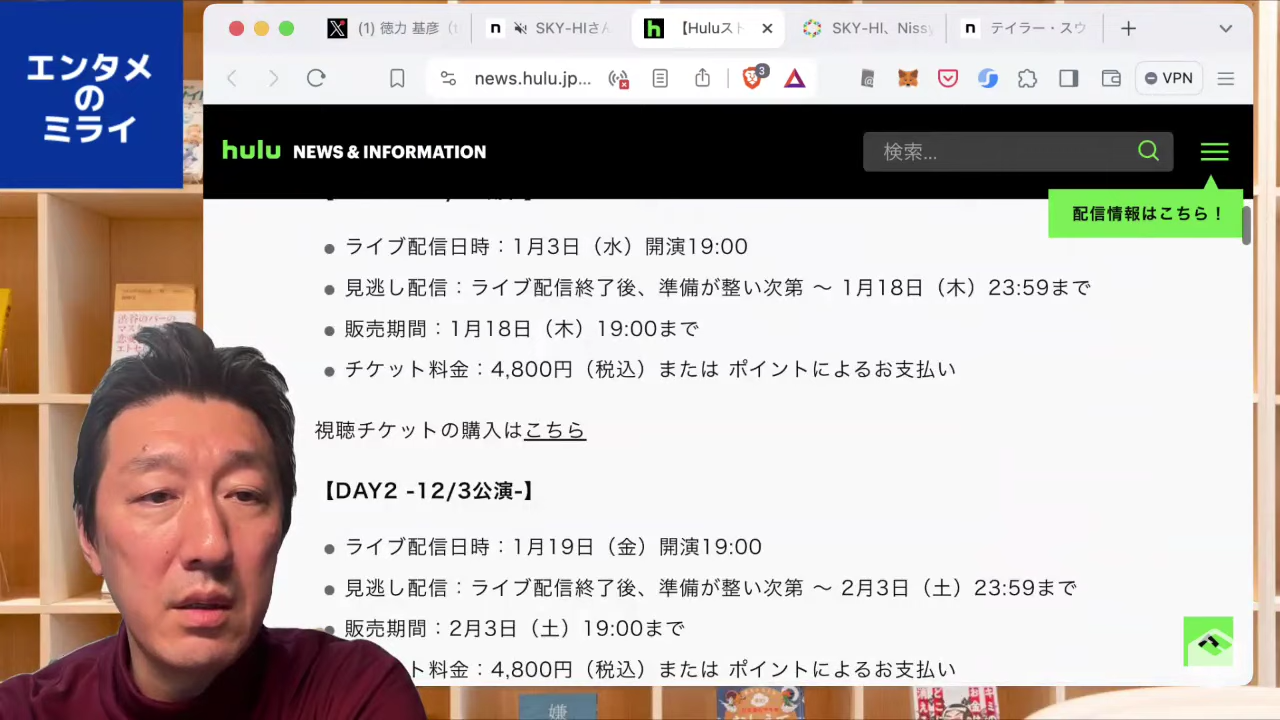 エンタメ
の
ミライ
(1) 徳力 基彦 (t
SKY-HIさん
【Huluスト
SKY-HI、Nissy
テイラー・スウ
news.hulu.jp...
3
VPN
hulu NEWS & INFORMATION
検索...
配信情報はこちら！
ライブ配信日時：1月3日（水）開演19:00
見逃し配信：ライブ配信終了後、準備が整い次第 ～ 1月18日（木）23:59まで
販売期間：1月18日（木）19:00まで
チケット料金：4,800円（税込）または ポイントによるお支払い
視聴チケットの購入はこちら
【DAY2 -12/3公演-】
ライブ配信日時：1月19日（金）開演19:00
見逃し配信：ライブ配信終了後、準備が整い次第 ～ 2月3日（土）23:59まで
販売期間：2月3日（土）19:00まで
ト料金：4,800円（税込）または ポイントによるお支払い
渋谷のバーの
嫌